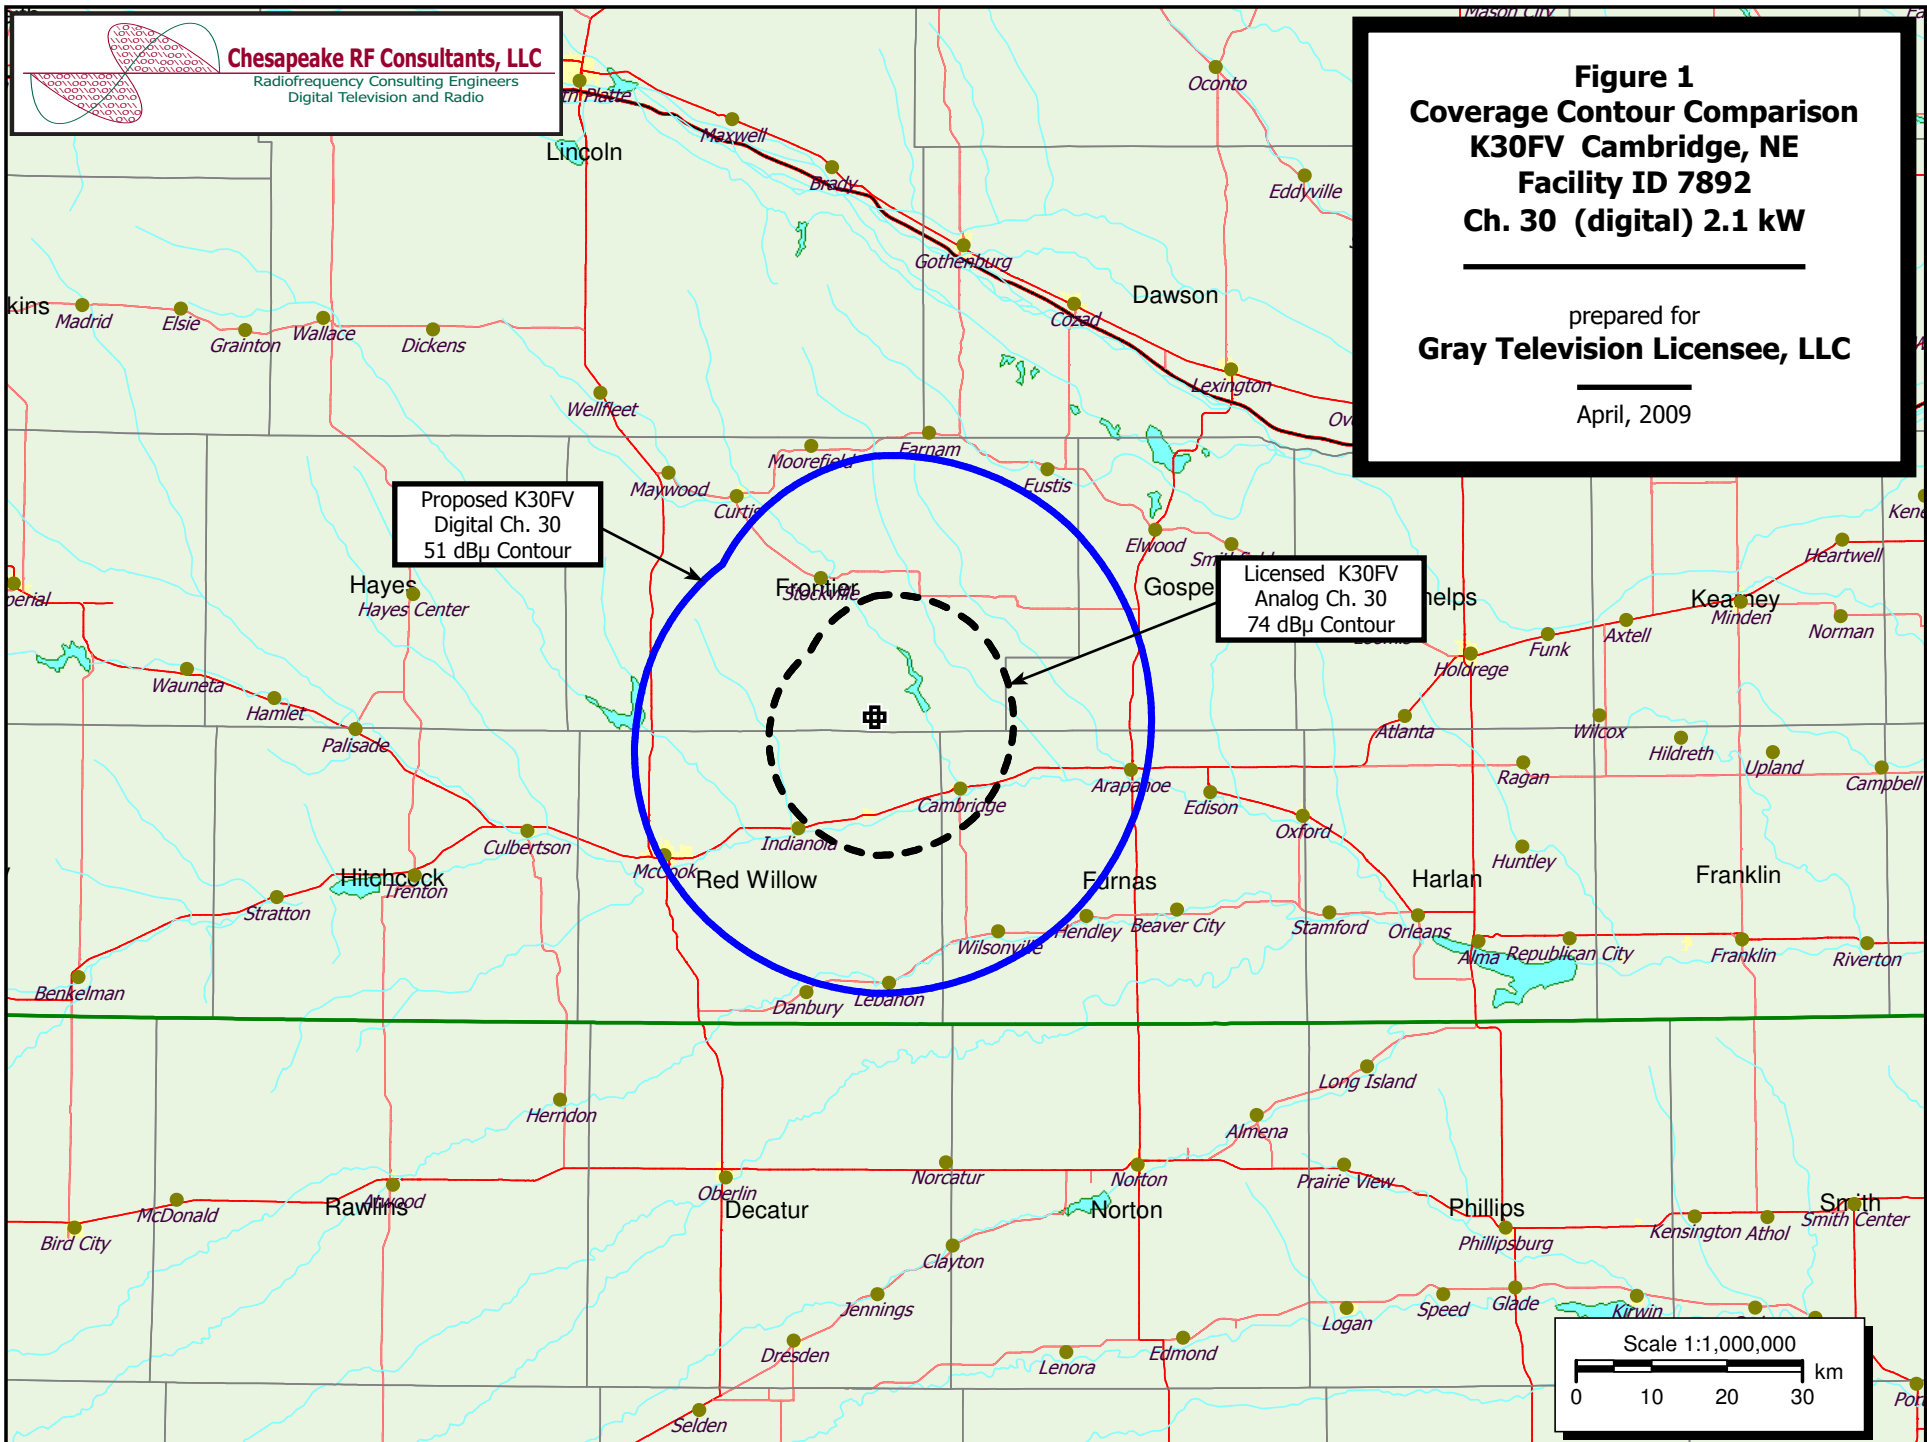 Chesapeake RF Consultants, LLC
Radiofrequency Consulting Engineers
Digital Television and Radio
Figure 1
Coverage Contour Comparison
K30FV Cambridge, NE
Facility ID 7892
Ch. 30 (digital) 2.1 kW
prepared for
Gray Television Licensee, LLC
April, 2009
Mason City
Oconto
Platte
Maxwell
Lincoln
Brady
Eddyville
Gothenburg
Dawson
Madrid
Elsie
Grainton
Wallace
Dickens
Cozad
Lexington
Wellfleet
Farnam
Moorefield
Maywood
Curtis
Eustis
Proposed K30FV
Digital Ch. 30
51 dBµ Contour
Elwood
Heartwell
Licensed K30FV
Analog Ch. 30
74 dBµ Contour
Hayes
Hayes Center
Frontier
Stockville
Kearney
Minden
Norman
Axtell
Funk
Holdrege
Wauneta
Hamlet
Palisade
Atlanta
Wilcox
Hildreth
Upland
Campbell
Ragan
Arapahoe
Edison
Cambridge
Oxford
Indianola
Culbertson
McCook
Huntley
Red Willow
Hitchcock
Trenton
Stratton
Furnas
Harlan
Franklin
Hendley
Beaver City
Stamford
Orleans
Wilsonville
Alma
Republican City
Franklin
Riverton
Benkelman
Danbury
Lebanon
Long Island
Herndon
Almena
Norcatur
Norton
Prairie View
Oberlin
Decatur
Norton
Phillips
Rawlins
Atwood
McDonald
Bird City
Smith
Smith Center
Kensington
Athol
Phillipsburg
Clayton
Jennings
Logan
Speed
Glade
Kirwin
Dresden
Lenora
Edmond
Selden
Scale 1:1,000,000
km
0 10 20 30